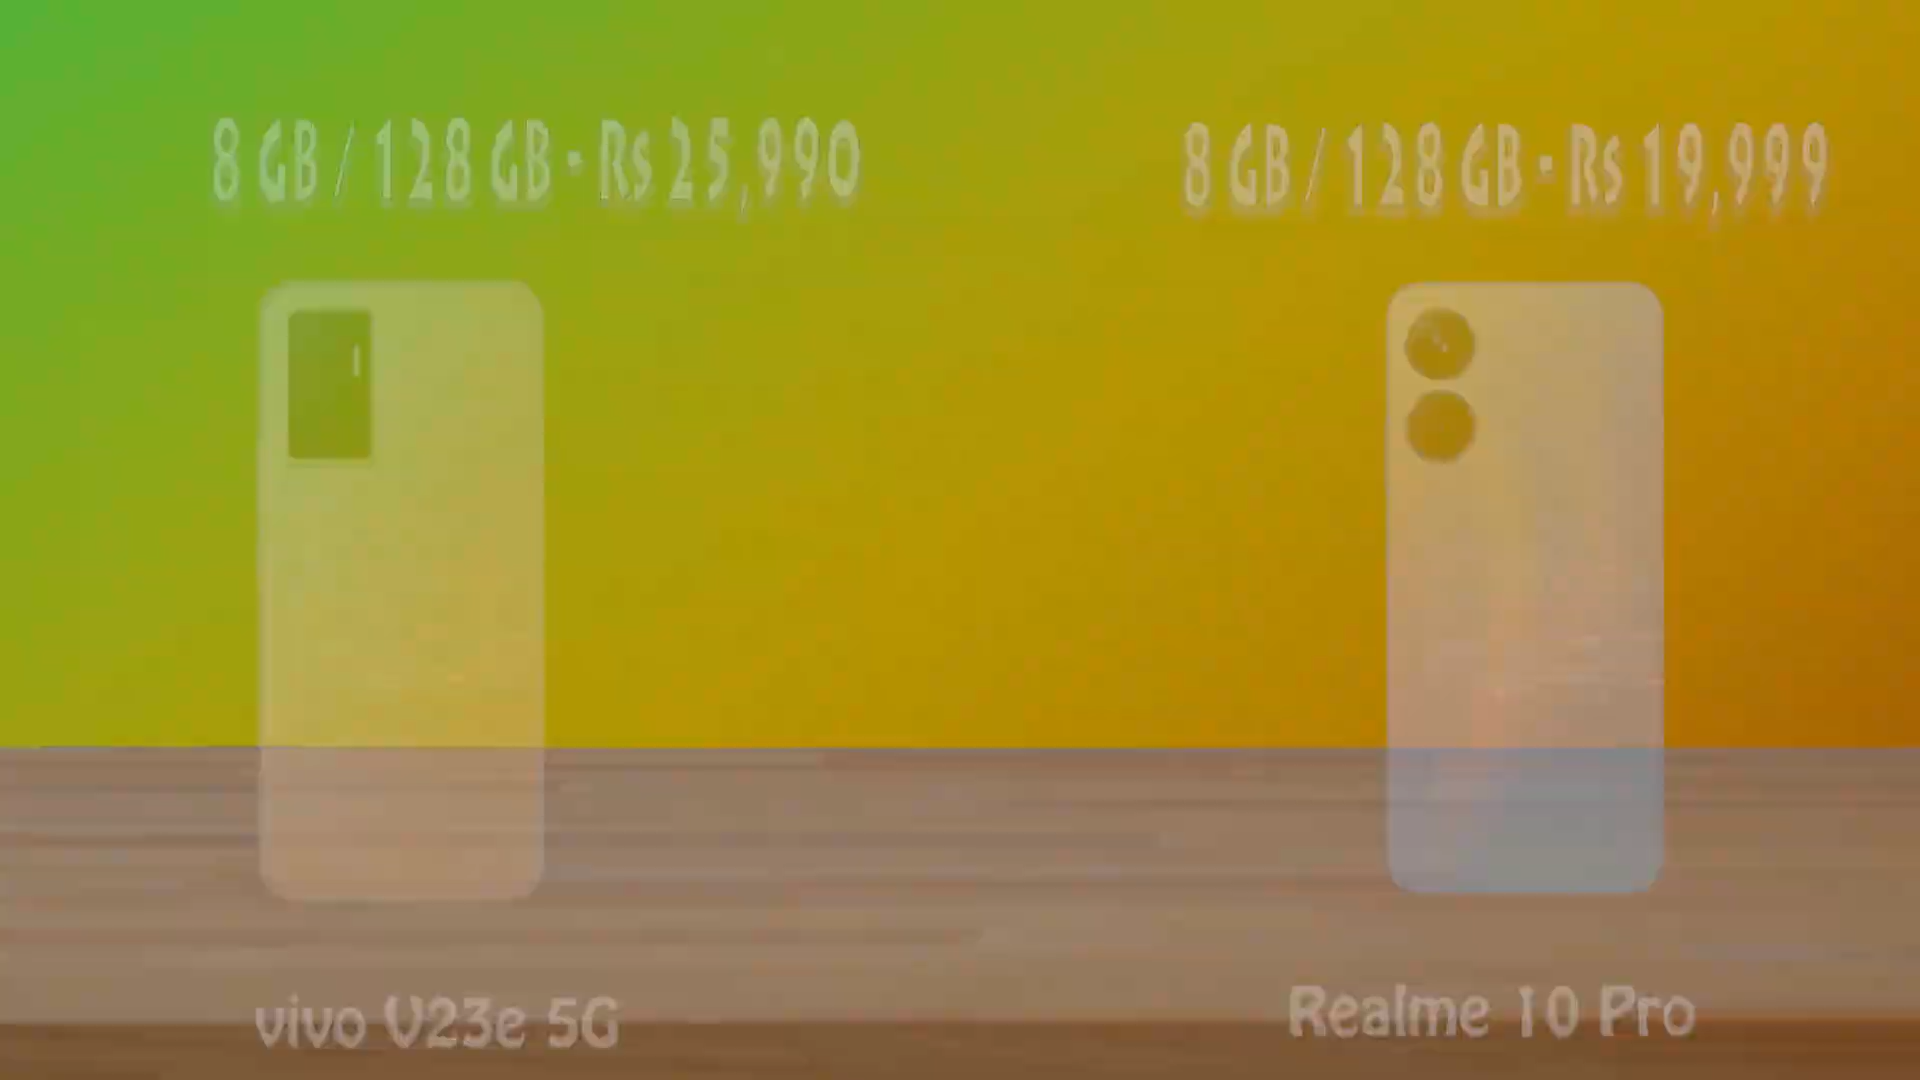 8 GB / 128 GB - Rs 25,990
8 GB / 128 GB - Rs 19,999
vivo V23e 5G
Realme 10 Pro